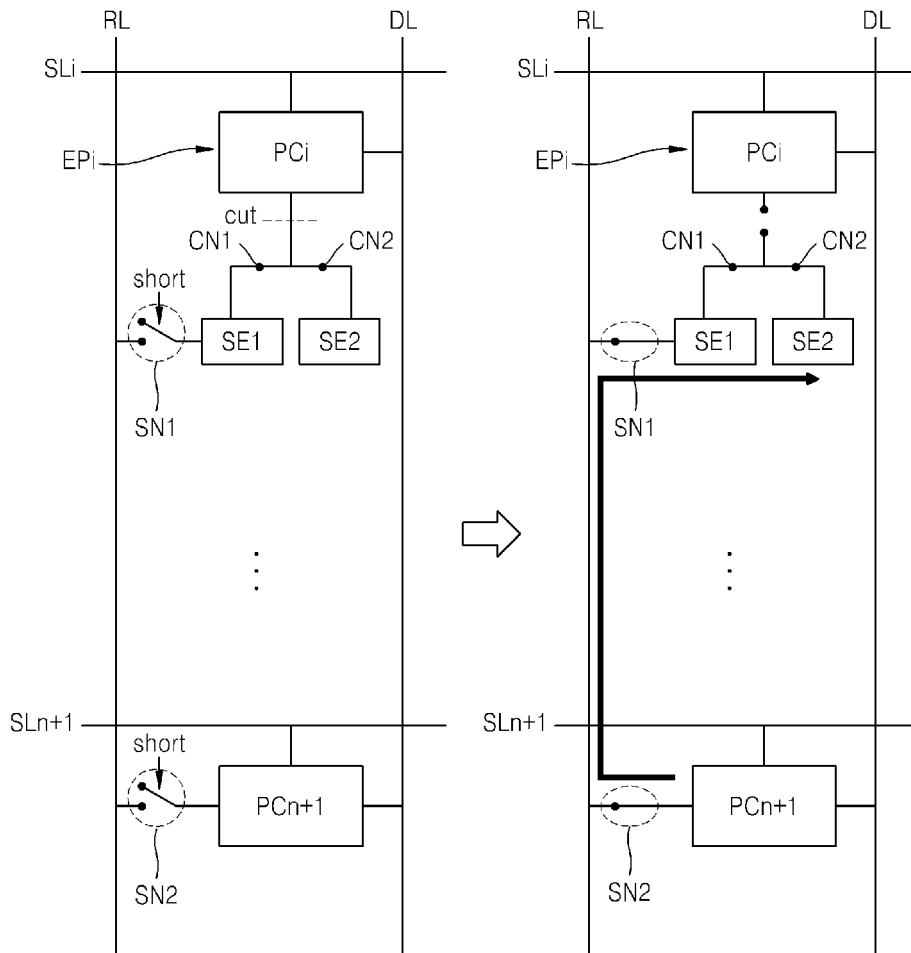 RL DL RL DL
SLi SLi
EPi PCi EPi PCi
cut
CN1 CN2 CN1 CN2
short
SE1 SE2 SE1 SE2
SN1 SN1
SLn+1 SLn+1
short
PCn+1 PCn+1
SN2 SN2